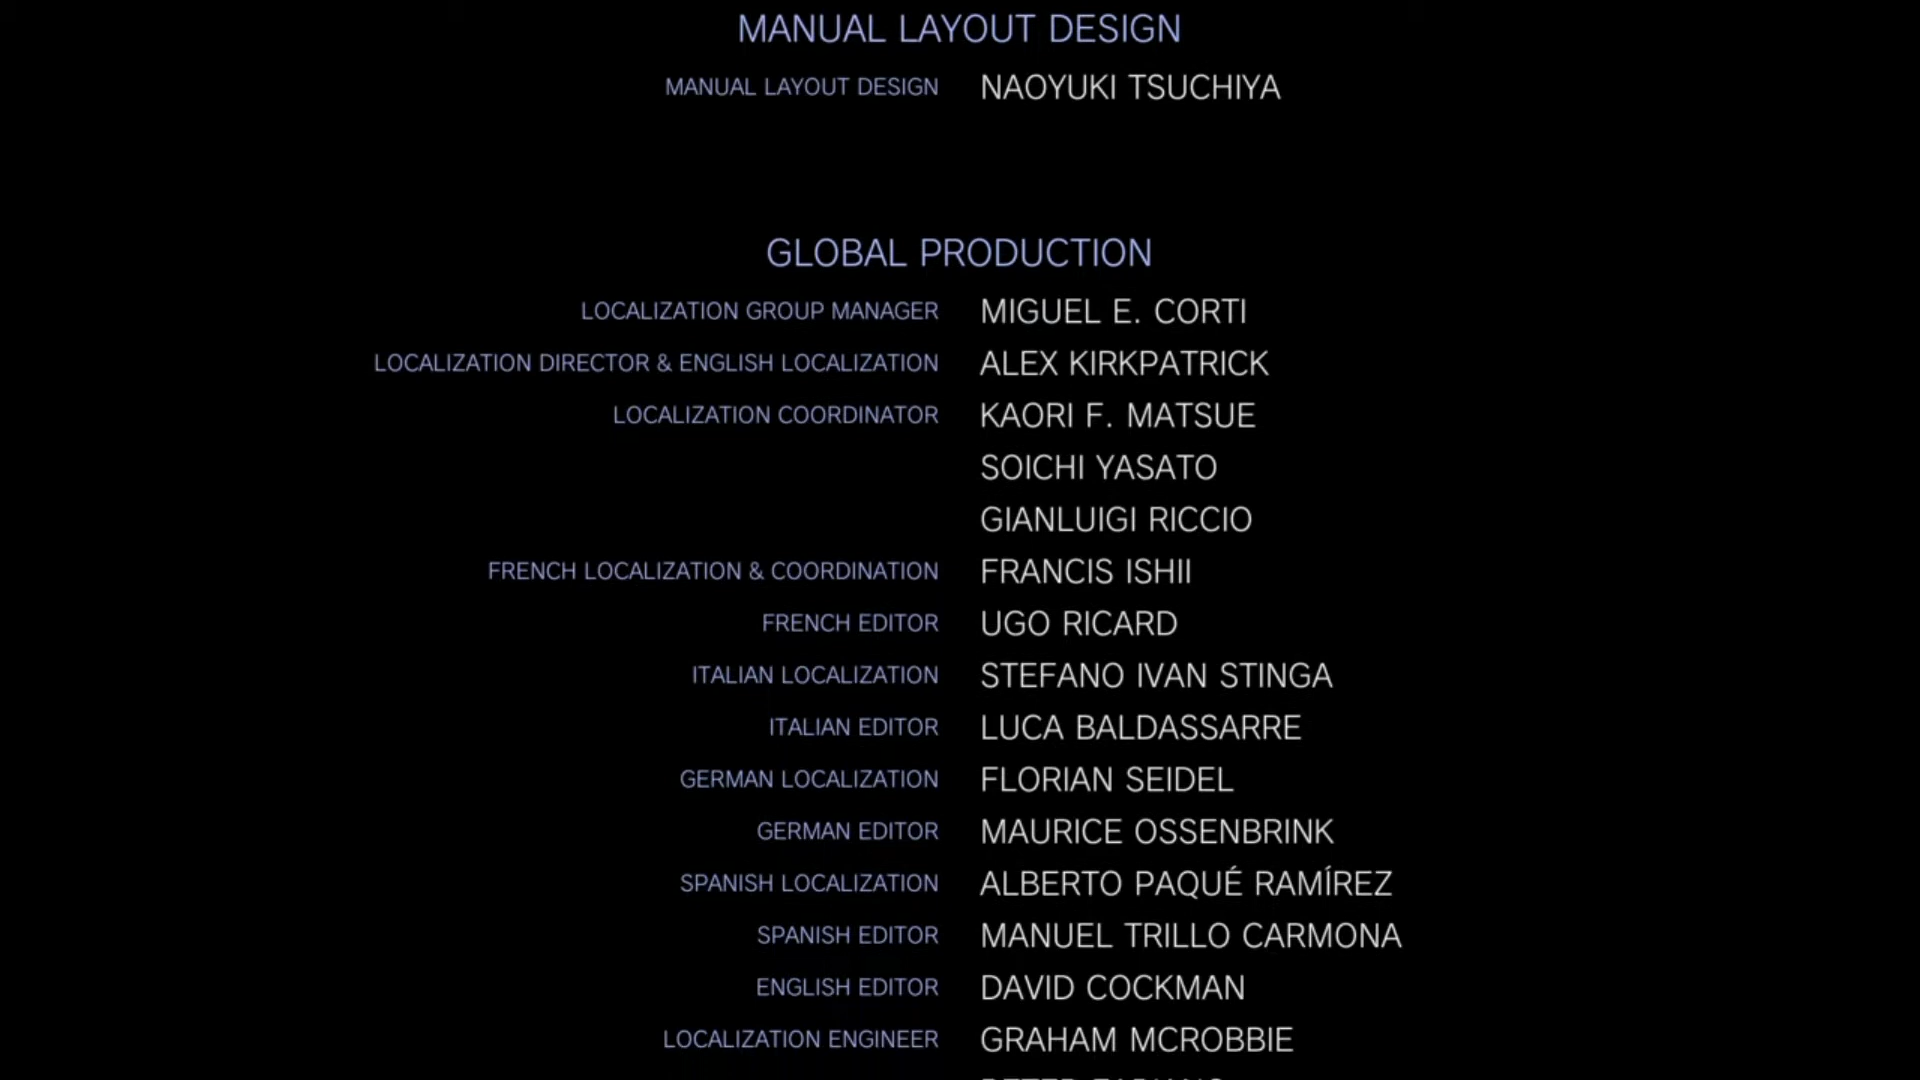 MANUAL LAYOUT DESIGN
MANUAL LAYOUT DESIGN NAOYUKI TSUCHIYA
GLOBAL PRODUCTION
LOCALIZATION GROUP MANAGER MIGUEL E. CORTI
LOCALIZATION DIRECTOR & ENGLISH LOCALIZATION ALEX KIRKPATRICK
LOCALIZATION COORDINATOR KAORI F. MATSUE
SOICHI YASATO
GIANLUIGI RICCIO
FRENCH LOCALIZATION & COORDINATION FRANCIS ISHII
FRENCH EDITOR UGO RICARD
ITALIAN LOCALIZATION STEFANO IVAN STINGA
ITALIAN EDITOR LUCA BALDASSARRE
GERMAN LOCALIZATION FLORIAN SEIDEL
GERMAN EDITOR MAURICE OSSENBRINK
SPANISH LOCALIZATION ALBERTO PAQUÉ RAMÍREZ
SPANISH EDITOR MANUEL TRILLO CARMONA
ENGLISH EDITOR DAVID COCKMAN
LOCALIZATION ENGINEER GRAHAM MCROBBIE